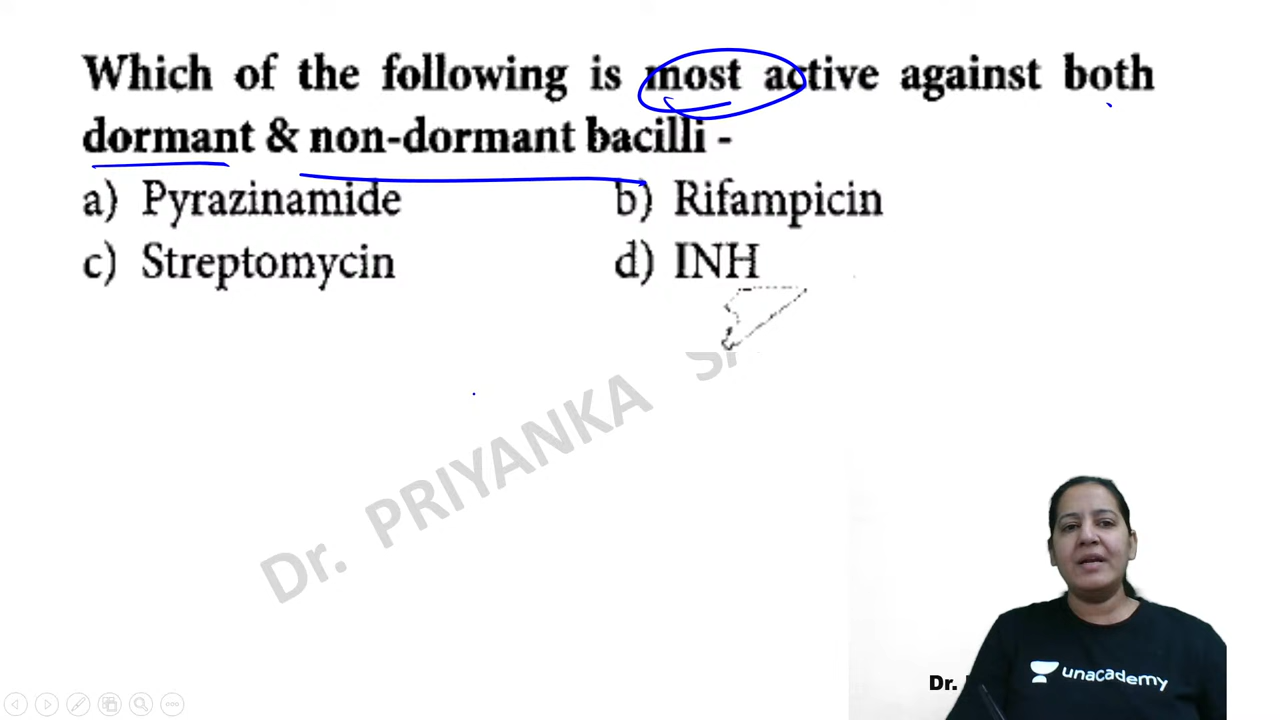 Which of the following is most active against both
dormant & non-dormant bacilli -
a) Pyrazinamide b) Rifampicin
c) Streptomycin d) INH
Dr. PRIYANKA
unacademy
Dr.